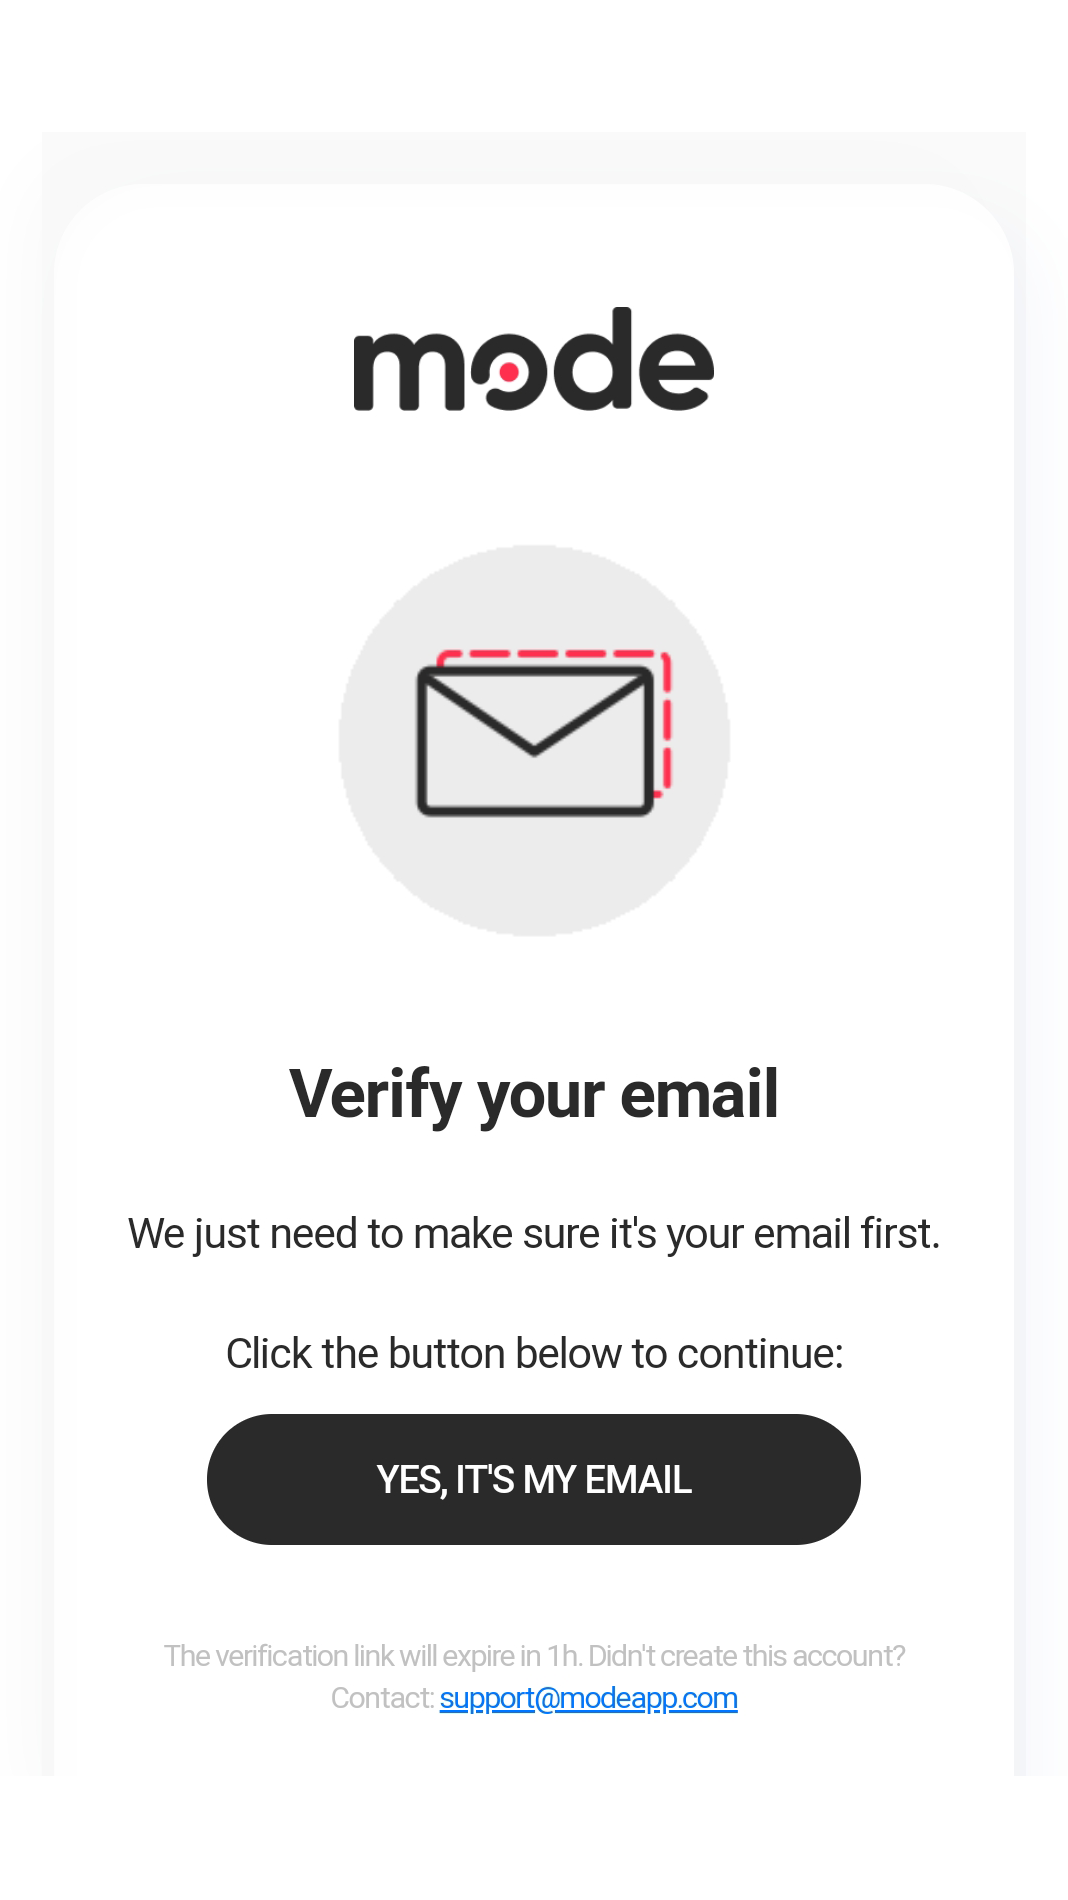 mode
Verify your email
We just need to make sure it's your email first.
Click the button below to continue:
YES, IT'S MY EMAIL
The verification link will expire in 1h. Didn't create this account?
Contact: support@modeapp.com